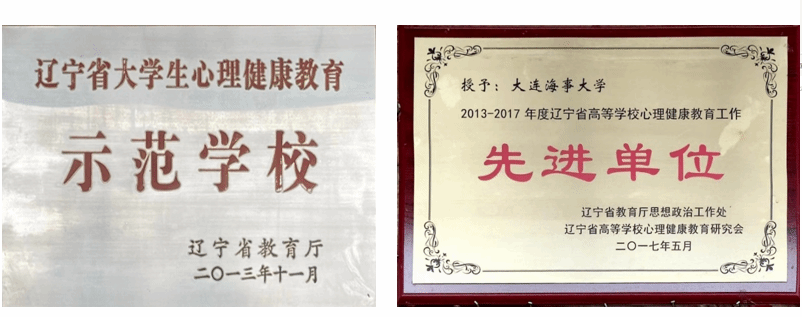 辽宁省大学生心理健康教育
示范学校
辽宁省教育厅
二〇一三年十一月
授予：大连海事大学
2013-2017 年度辽宁省高等学校心理健康教育工作
先进单位
辽宁省教育厅思想政治工作处
辽宁省高等学校心理健康教育研究会
二〇一七年五月